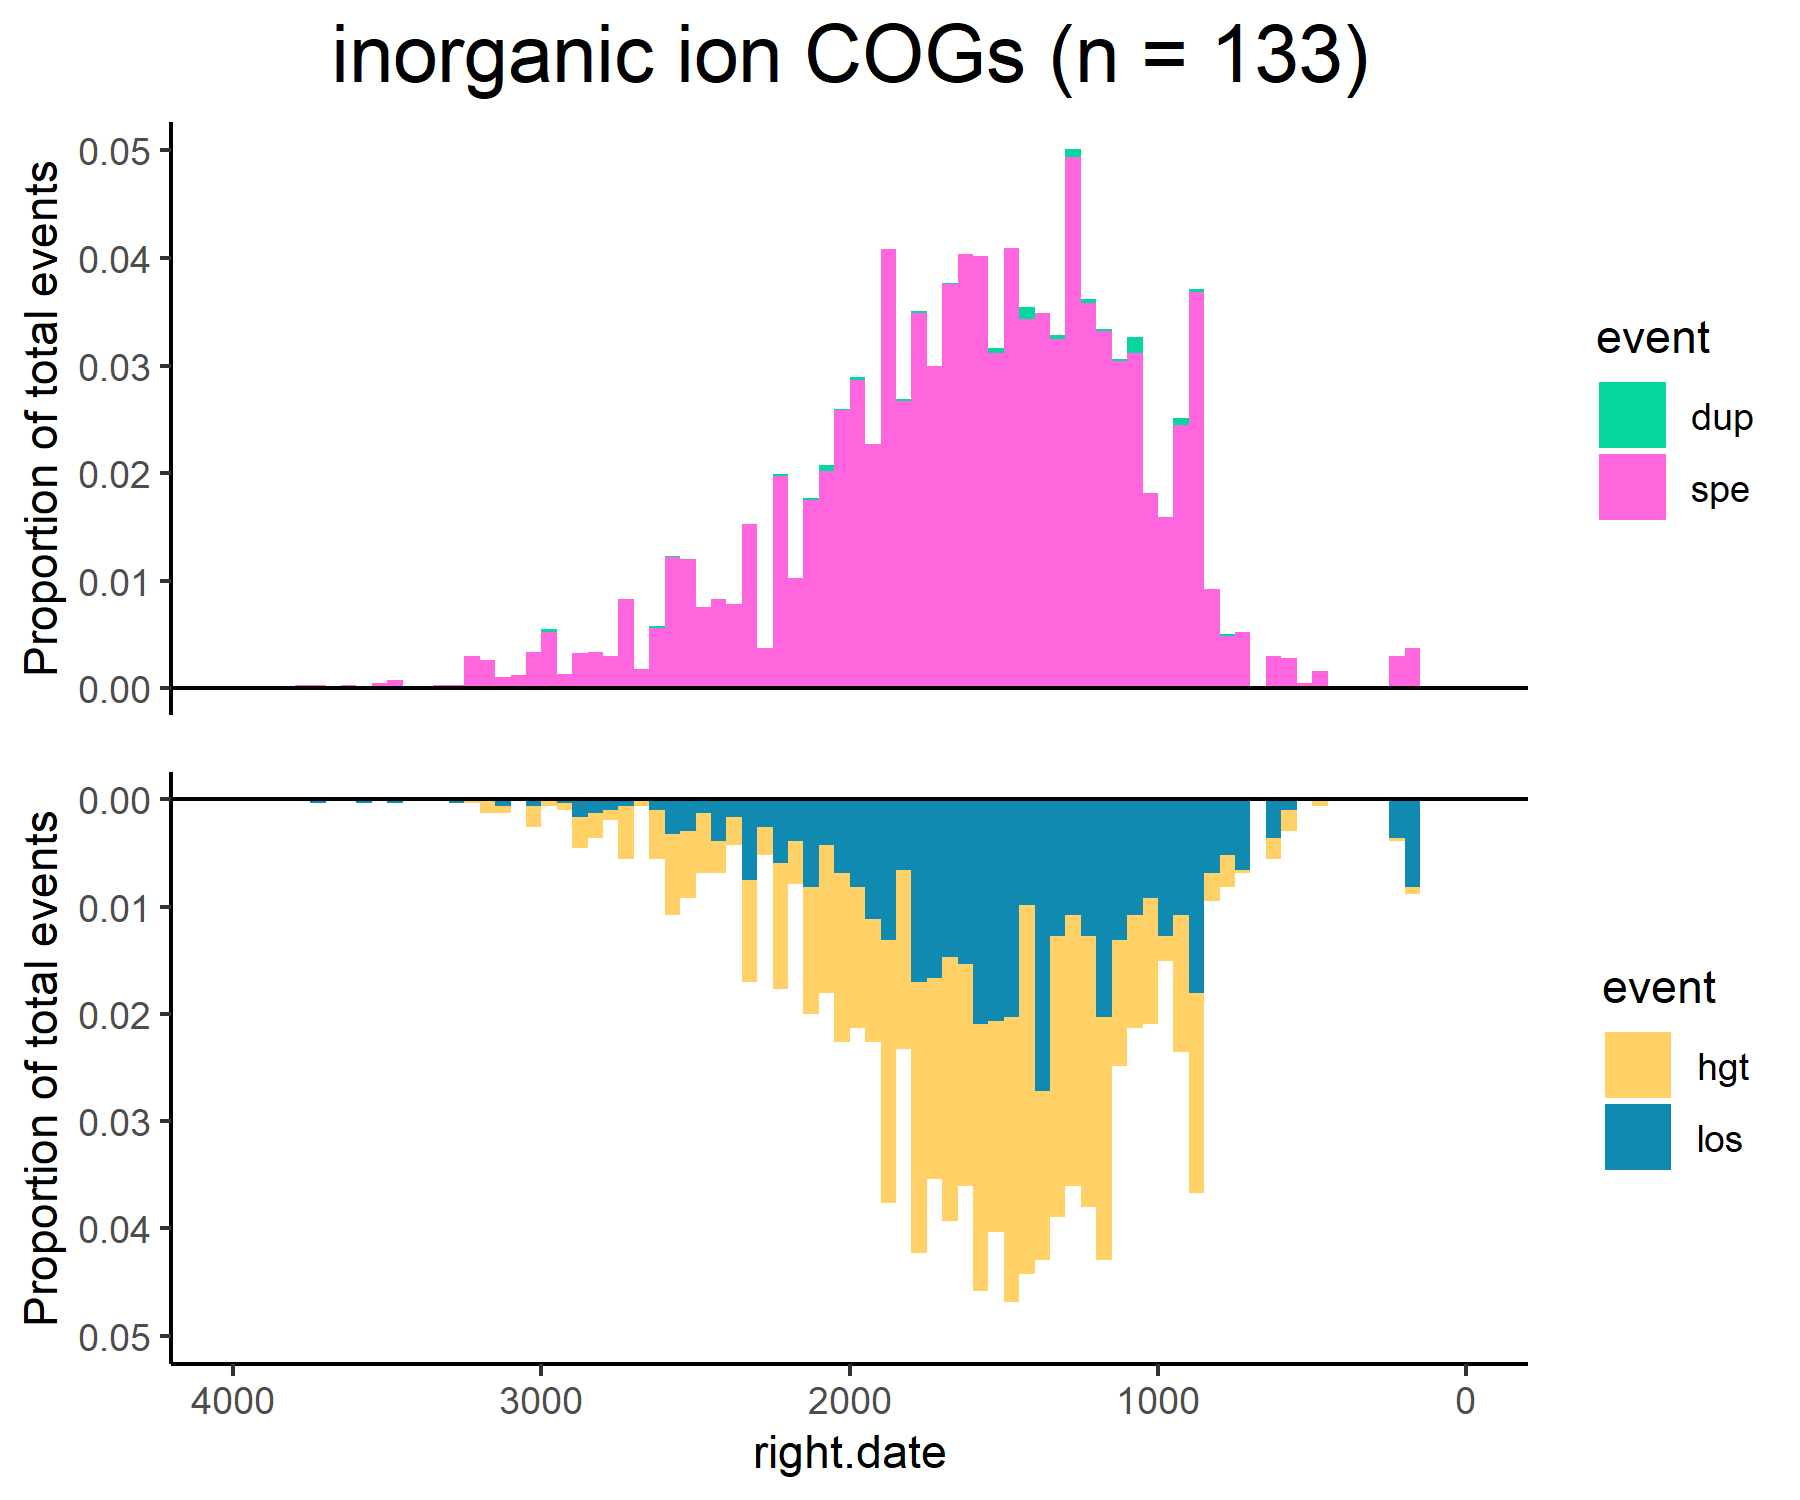 inorganic ion COGs (n = 133)
Proportion of total events
0.05
0.04
0.03
0.02
0.01
0.00
event
dup
spe
Proportion of total events
0.00
0.01
0.02
0.03
0.04
0.05
event
hgt
los
4000 3000 2000 1000 0
right.date